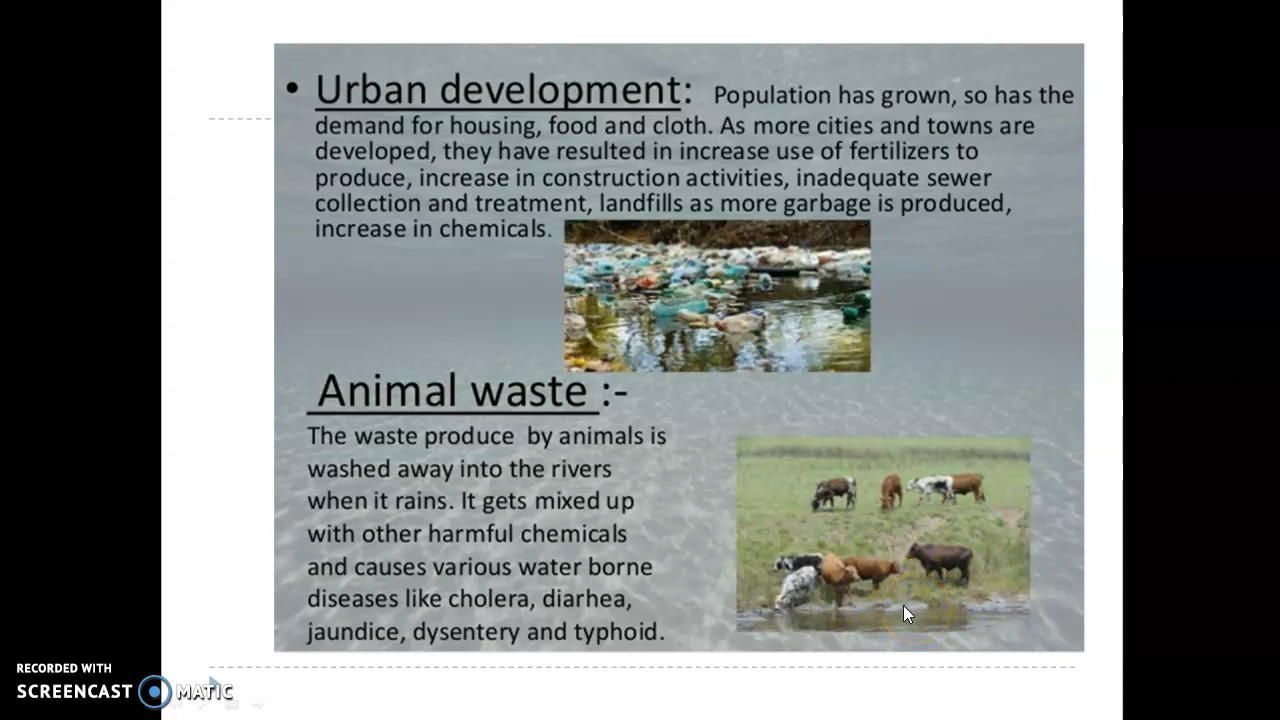 • Urban development: Population has grown, so has the
demand for housing, food and cloth. As more cities and towns are
developed, they have resulted in increase use of fertilizers to
produce, increase in construction activities, inadequate sewer
collection and treatment, landfills as more garbage is produced,
increase in chemicals.
Animal waste :-
The waste produce by animals is
washed away into the rivers
when it rains. It gets mixed up
with other harmful chemicals
and causes various water borne
diseases like cholera, diarhea,
jaundice, dysentery and typhoid.
RECORDED WITH
SCREENCAST MATIC